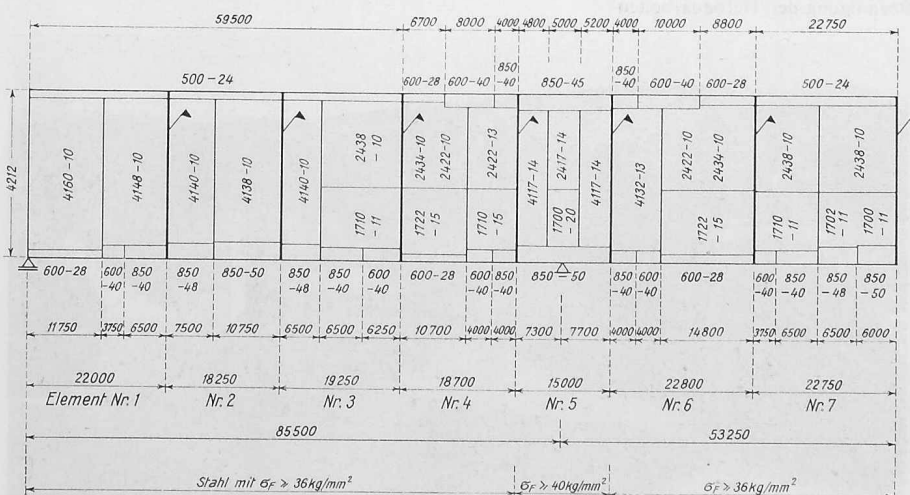 59500 6700 8000 4000 4800 5000 5200 4000 10000 8800 22750
500-24 600-28 600-40 850-40 850-45 850-40 600-40 600-28 500-24
4212
4160-10 4148-10 4140-10 4138-10 4140-10 2438-10 2434-10 2422-10 2422-13 4117-14 2417-14 4117-14 4132-13 2422-10 2434-10 2438-10 2438-10
1710-11 1722-15 1710-15 1700-20 1722-15 1710-11 1702-11 1700-11
600-28 600-40 850-40 850-48 850-50 850-48 850-40 600-40 600-28 600-40 850-40 850-50 850-40 600-40 600-28 600-40 850-40 850-48 850-50
11750 3750 6500 7500 10750 6500 6500 6250 10700 4000 4000 7300 7700 4000 4000 14800 3750 6500 6500 6000
22000 18250 19250 18700 15000 22800 22750
Element Nr. 1 Nr. 2 Nr. 3 Nr. 4 Nr. 5 Nr. 6 Nr. 7
85500 53250
Stahl mit σF ≥ 36kg/mm² σF ≥ 40kg/mm² σF ≥ 36kg/mm²